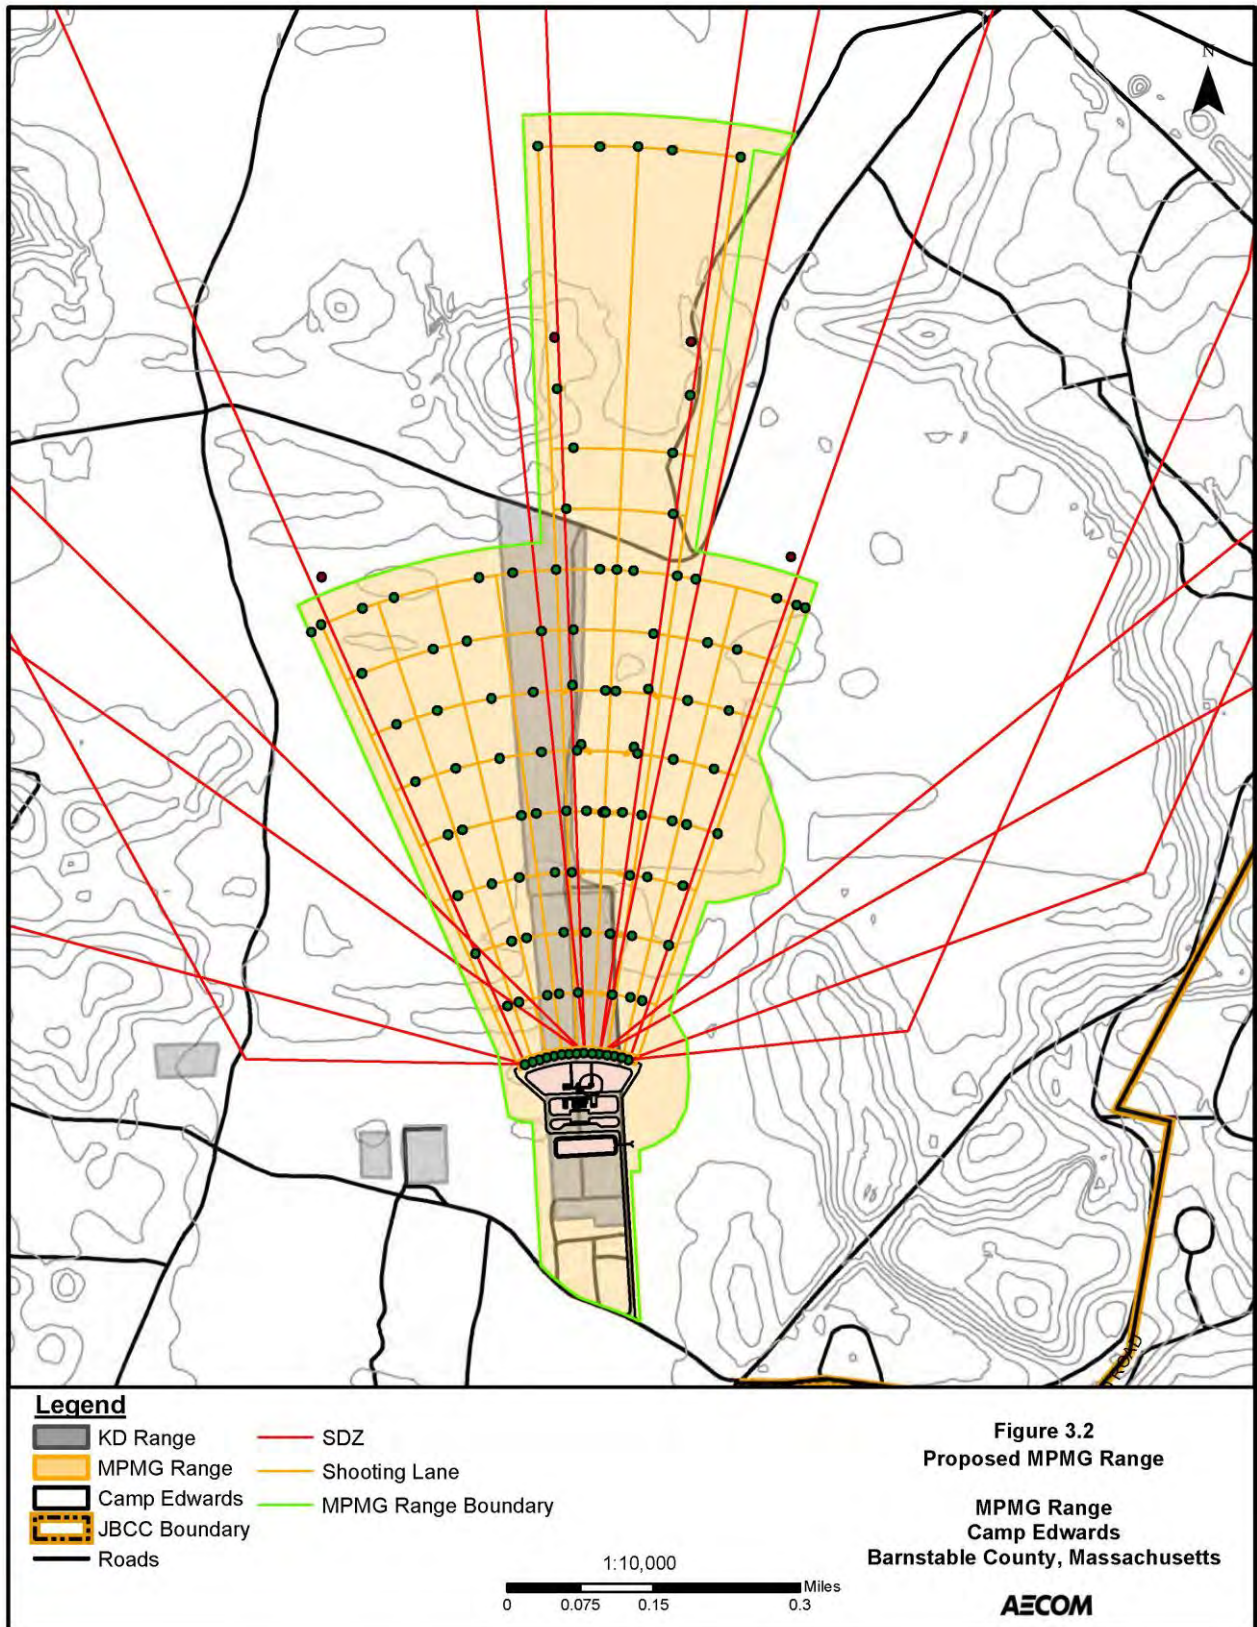 N
ROAD
Legend
KD Range
MPMG Range
Camp Edwards
JBCC Boundary
Roads
SDZ
Shooting Lane
MPMG Range Boundary
1:10,000
Miles
0 0.075 0.15 0.3
Figure 3.2
Proposed MPMG Range
MPMG Range
Camp Edwards
Barnstable County, Massachusetts
AECOM